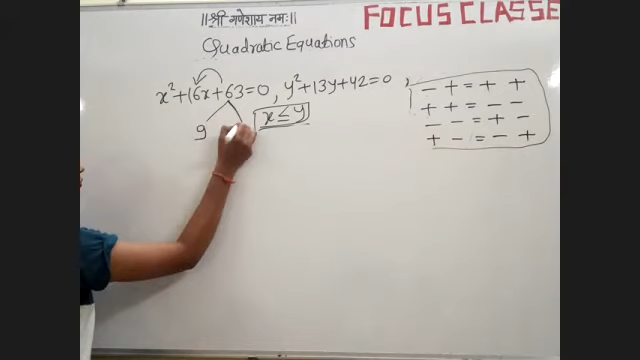 ||श्री गणेशाय नमः||
FOCUS CLASSE
Quadratic Equations
x²+16x+63=0, y²+13y+42=0,
x≤y
9
- + = + +
+ + = - -
- - = + -
+ - = - +